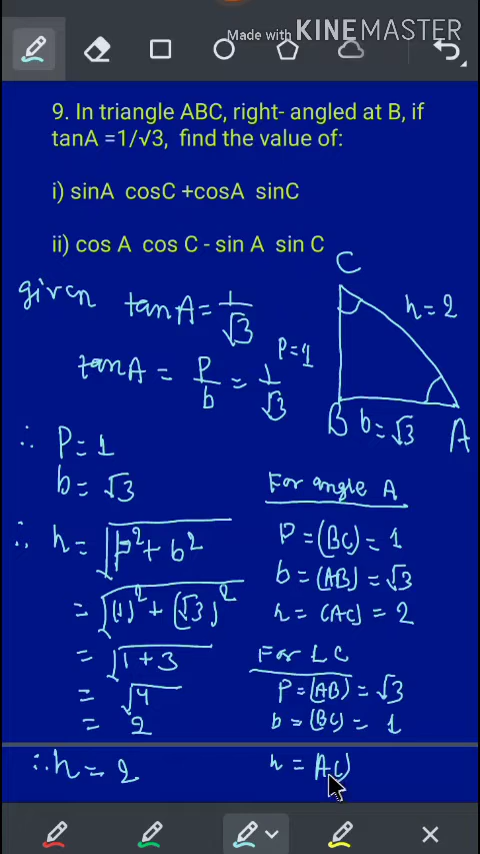 Made with KINEMASTER
9. In triangle ABC, right- angled at B, if
tanA =1/√3, find the value of:
i) sinA cosC +cosA sinC
ii) cos A cos C - sin A sin C
given tanA = 1/√3
tanA = P/b = 1/√3
C
h = 2
P = 1
B b = √3 A
∴ P = 1
b = √3
∴ h = √P² + b²
= √(1)² + (√3)²
= √1 + 3
= √4
= 2
∴ h = 2
For angle A
P = (BC) = 1
b = (AB) = √3
h = (AC) = 2
For ∠C
P = (AB) = √3
b = (BC) = 1
h = AC)